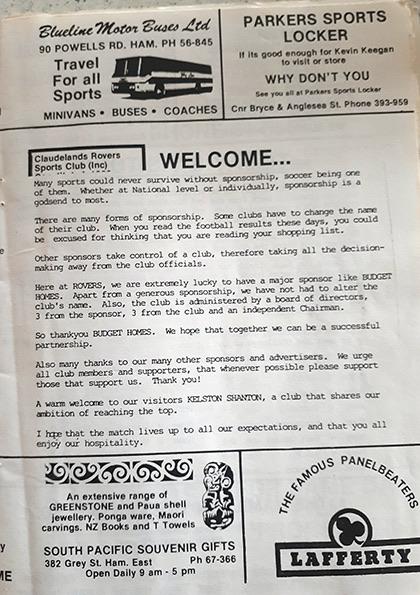 Blueline Motor Buses Ltd
90 POWELLS RD. HAM. PH 56-845
Travel
For all
Sports
MINIVANS • BUSES • COACHES
PARKERS SPORTS
LOCKER
If its good enough for Kevin Keegan
to visit or store
WHY DON'T YOU
See you all at Parkers Sports Locker
Cnr Bryce & Anglesea St. Phone 393-959
Claudelands Rovers
Sports Club (Inc)
WELCOME...
Many sports could never survive without sponsorship, soccer being one
of them. Whether at National level or individually, sponsorship is a
godsend to most.
There are many forms of sponsorship. Some clubs have to change the name
of their club. When you read the football results these days, you could
be excused for thinking that you are reading your shopping list.
Other sponsors take control of a club, therefore taking all the decision-
making away from the club officials.
Here at ROVERS, we are extremely lucky to have a major sponsor like BUDGET
HOMES. Apart from a generous sponsorship, we have not had to alter the
club's name. Also, the club is administered by a board of directors,
3 from the sponsor, 3 from the club and an independent Chairman.
So thankyou BUDGET HOMES. We hope that together we can be a successful
partnership.
Also many thanks to our many other sponsors and advertisers. We urge
all club members and supporters, that whenever possible please support
those that support us. Thank you!
A warm welcome to our visitors KELSTON SHANTON, a club that shares our
ambition of reaching the top.
I hope that the match lives up to all our expectations, and that you all
enjoy our hospitality.
An extensive range of
GREENSTONE and Paua shell
jewellery. Ponga ware, Maori
carvings. NZ Books and T Towels
SOUTH PACIFIC SOUVENIR GIFTS
382 Grey St. Ham. East Ph 67-366
Open Daily 9 am - 5 pm
THE FAMOUS PANELBEATERS
LAFFERTY